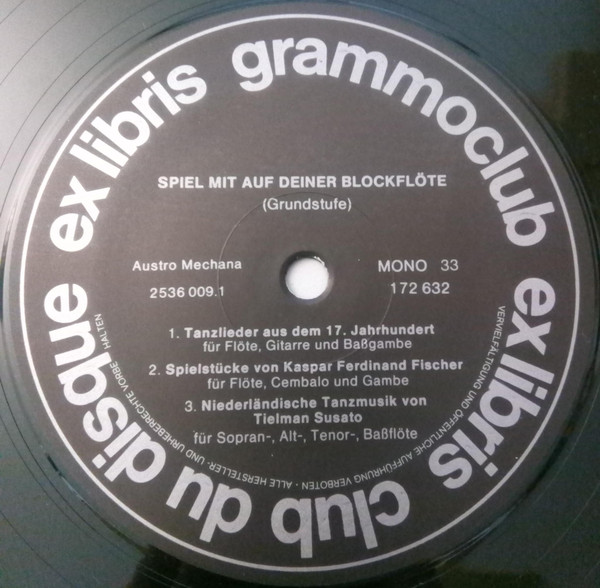 ex libris grammoclub
ex libris club du disque
SPIEL MIT AUF DEINER BLOCKFLÖTE
(Grundstufe)
Austro Mechana
MONO 33
2536 009.1
172 632
1. Tanzlieder aus dem 17. Jahrhundert
für Flöte, Gitarre und Baßgambe
2. Spielstücke von Kaspar Ferdinand Fischer
für Flöte, Cembalo und Gambe
3. Niederländische Tanzmusik von
Tielman Susato
für Sopran-, Alt-, Tenor-, Baßflöte
VERVIELFÄLTIGUNG UND ÖFFENTLICHE AUFFÜHRUNG VERBOTEN · ALLE HERSTELLER- UND URHEBERRECHTE VORBEHALTEN